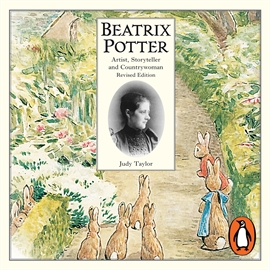 BEATRIX
POTTER
Artist, Storyteller
and Countrywoman
Revised Edition
Judy Taylor